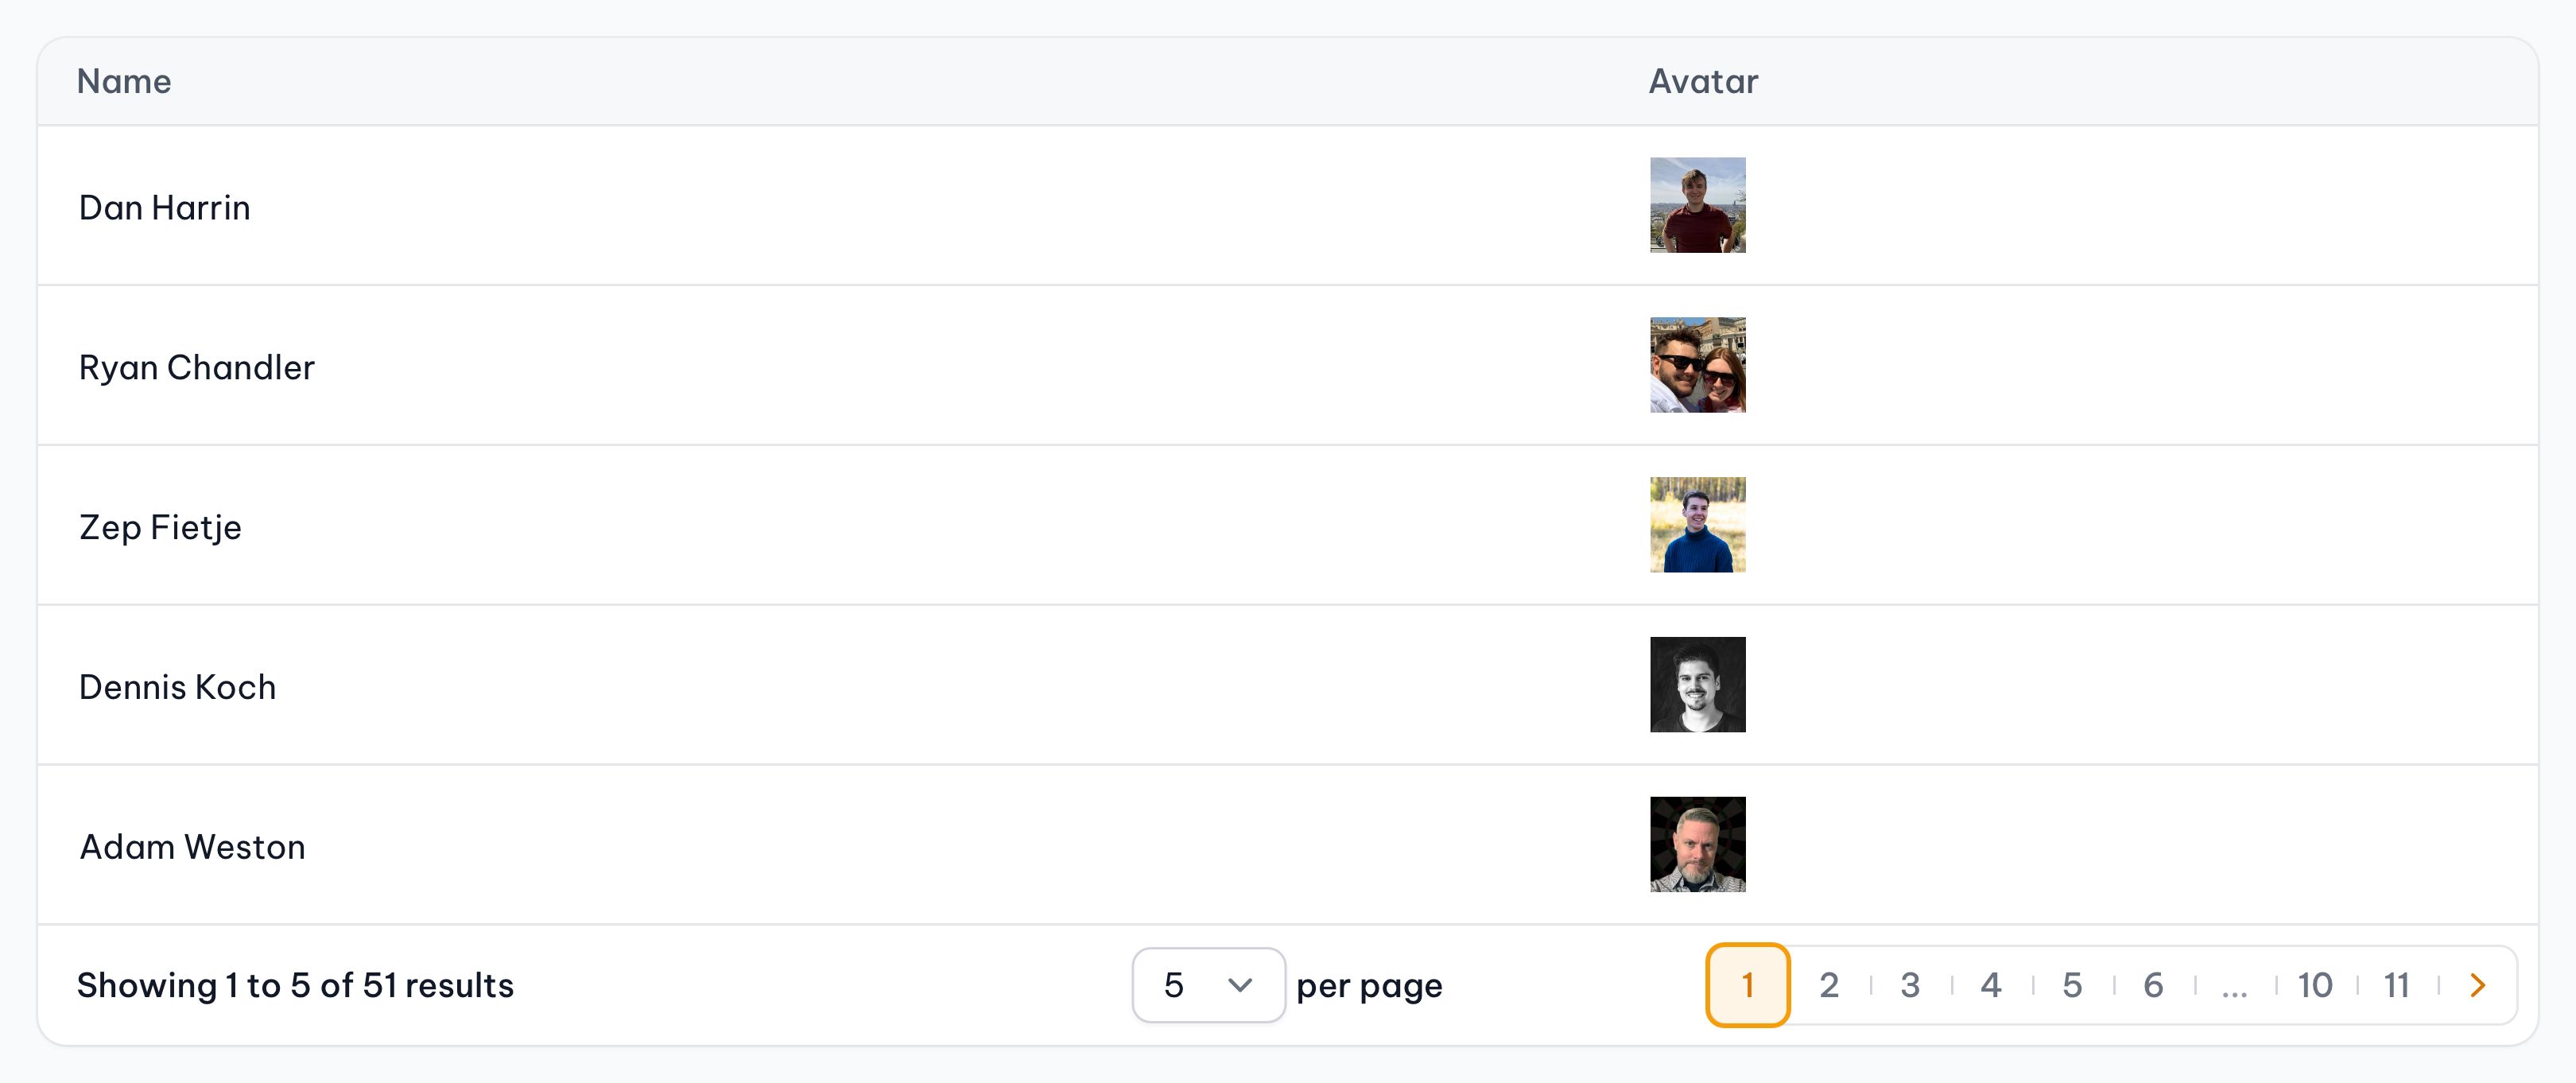 Name Avatar
Dan Harrin
Ryan Chandler
Zep Fietje
Dennis Koch
Adam Weston
Showing 1 to 5 of 51 results 5 per page 1 2 3 4 5 6 ... 10 11